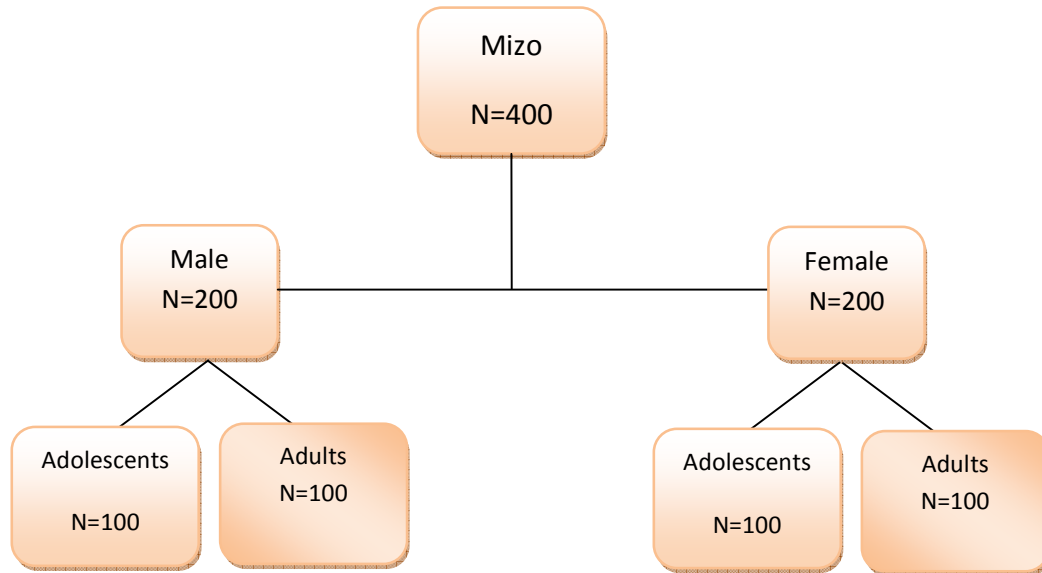 Mizo
N=400
Male
N=200
Female
N=200
Adolescents
N=100
Adults
N=100
Adolescents
N=100
Adults
N=100